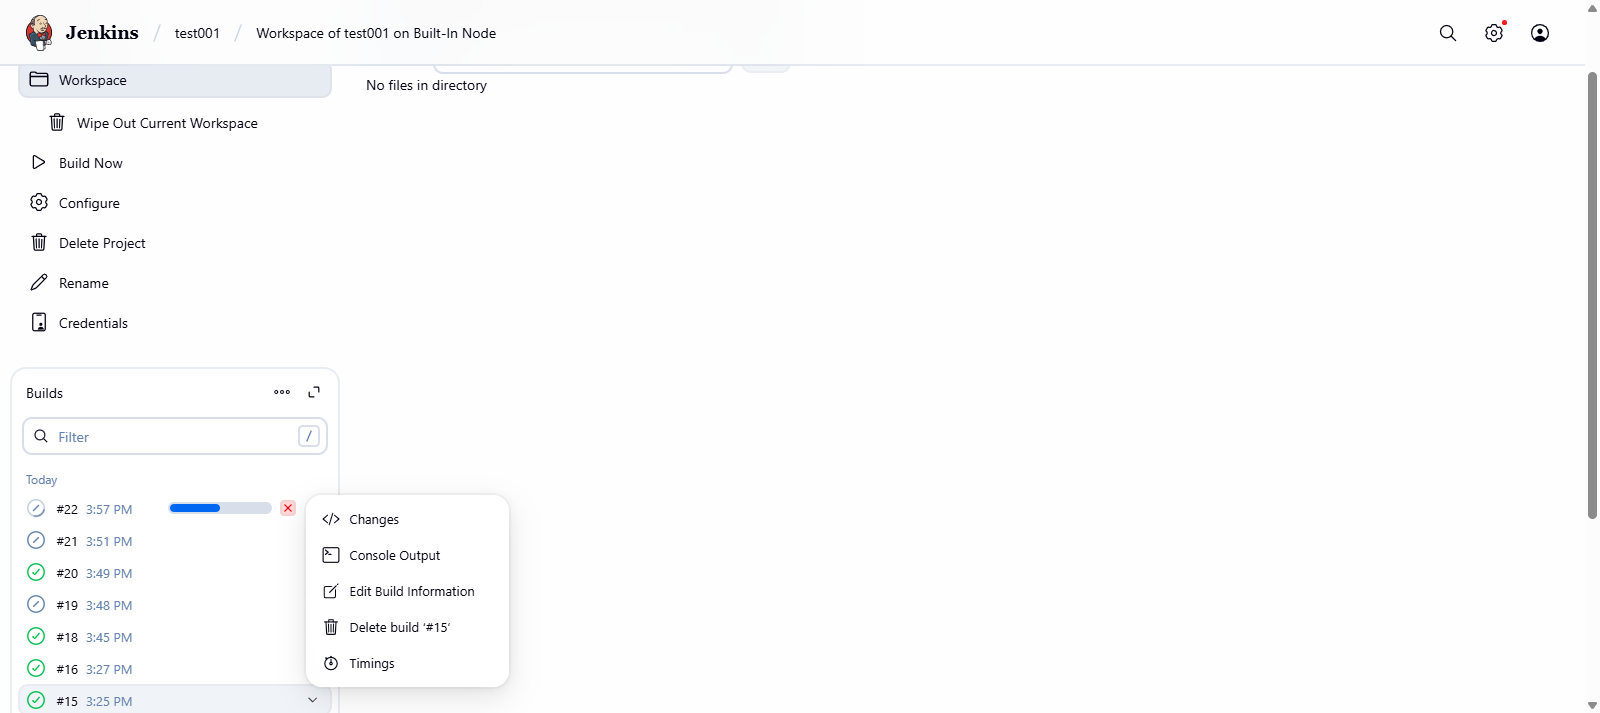 Jenkins / test001 / Workspace of test001 on Built-In Node
Workspace
No files in directory
Wipe Out Current Workspace
Build Now
Configure
Delete Project
Rename
Credentials
Builds
Filter /
Today
#22 3:57 PM
#21 3:51 PM
#20 3:49 PM
#19 3:48 PM
#18 3:45 PM
#16 3:27 PM
#15 3:25 PM
Changes
Console Output
Edit Build Information
Delete build ‘#15’
Timings